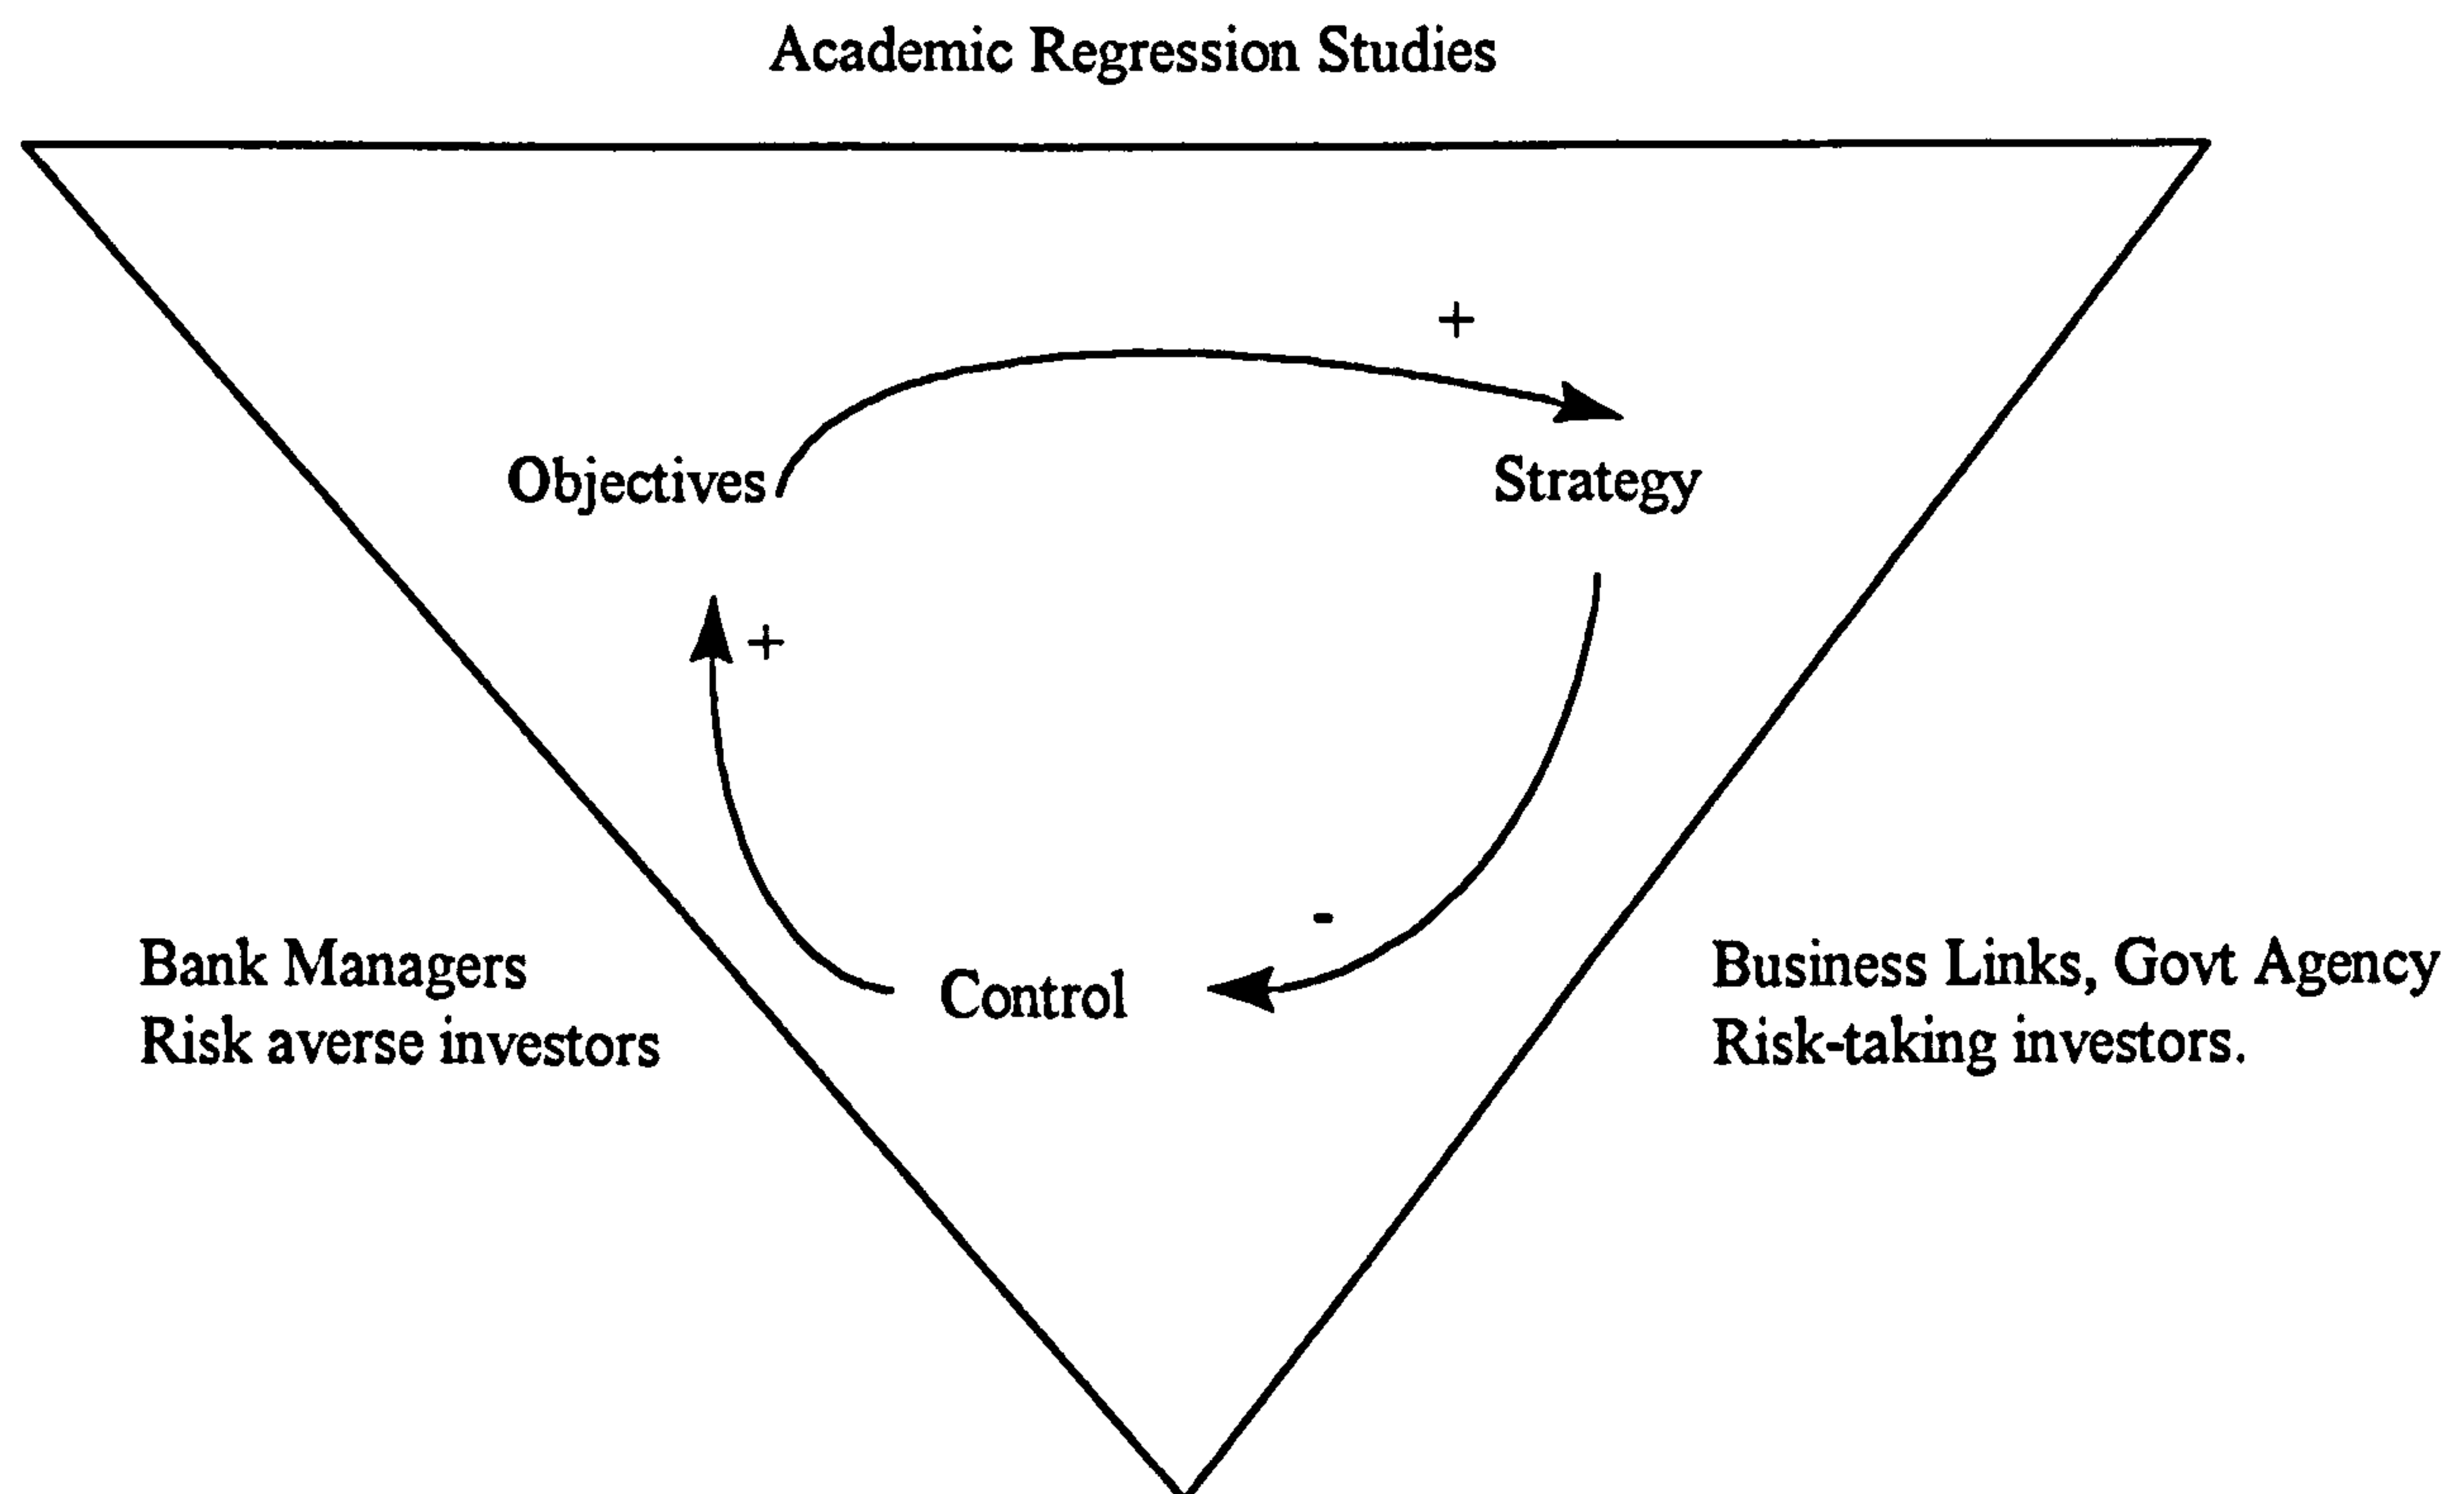 Academic Regression Studies
+
Objectives
Strategy
+
-
Bank Managers
Risk averse investors
Control
Business Links, Govt Agency
Risk-taking investors.